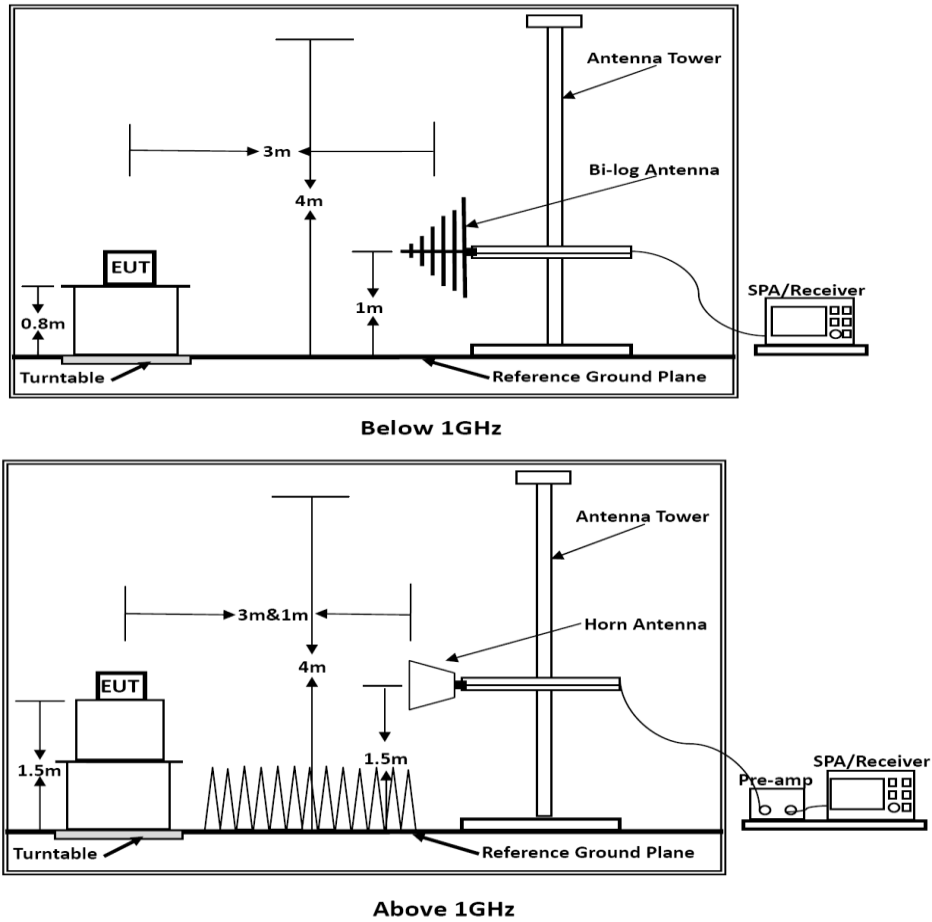 Antenna Tower
3m
Bi-log Antenna
4m
EUT
SPA/Receiver
0.8m
1m
Turntable
Reference Ground Plane
Below 1GHz
Antenna Tower
3m&1m
Horn Antenna
4m
EUT
1.5m
1.5m
Pre-amp
SPA/Receiver
Turntable
Reference Ground Plane
Above 1GHz